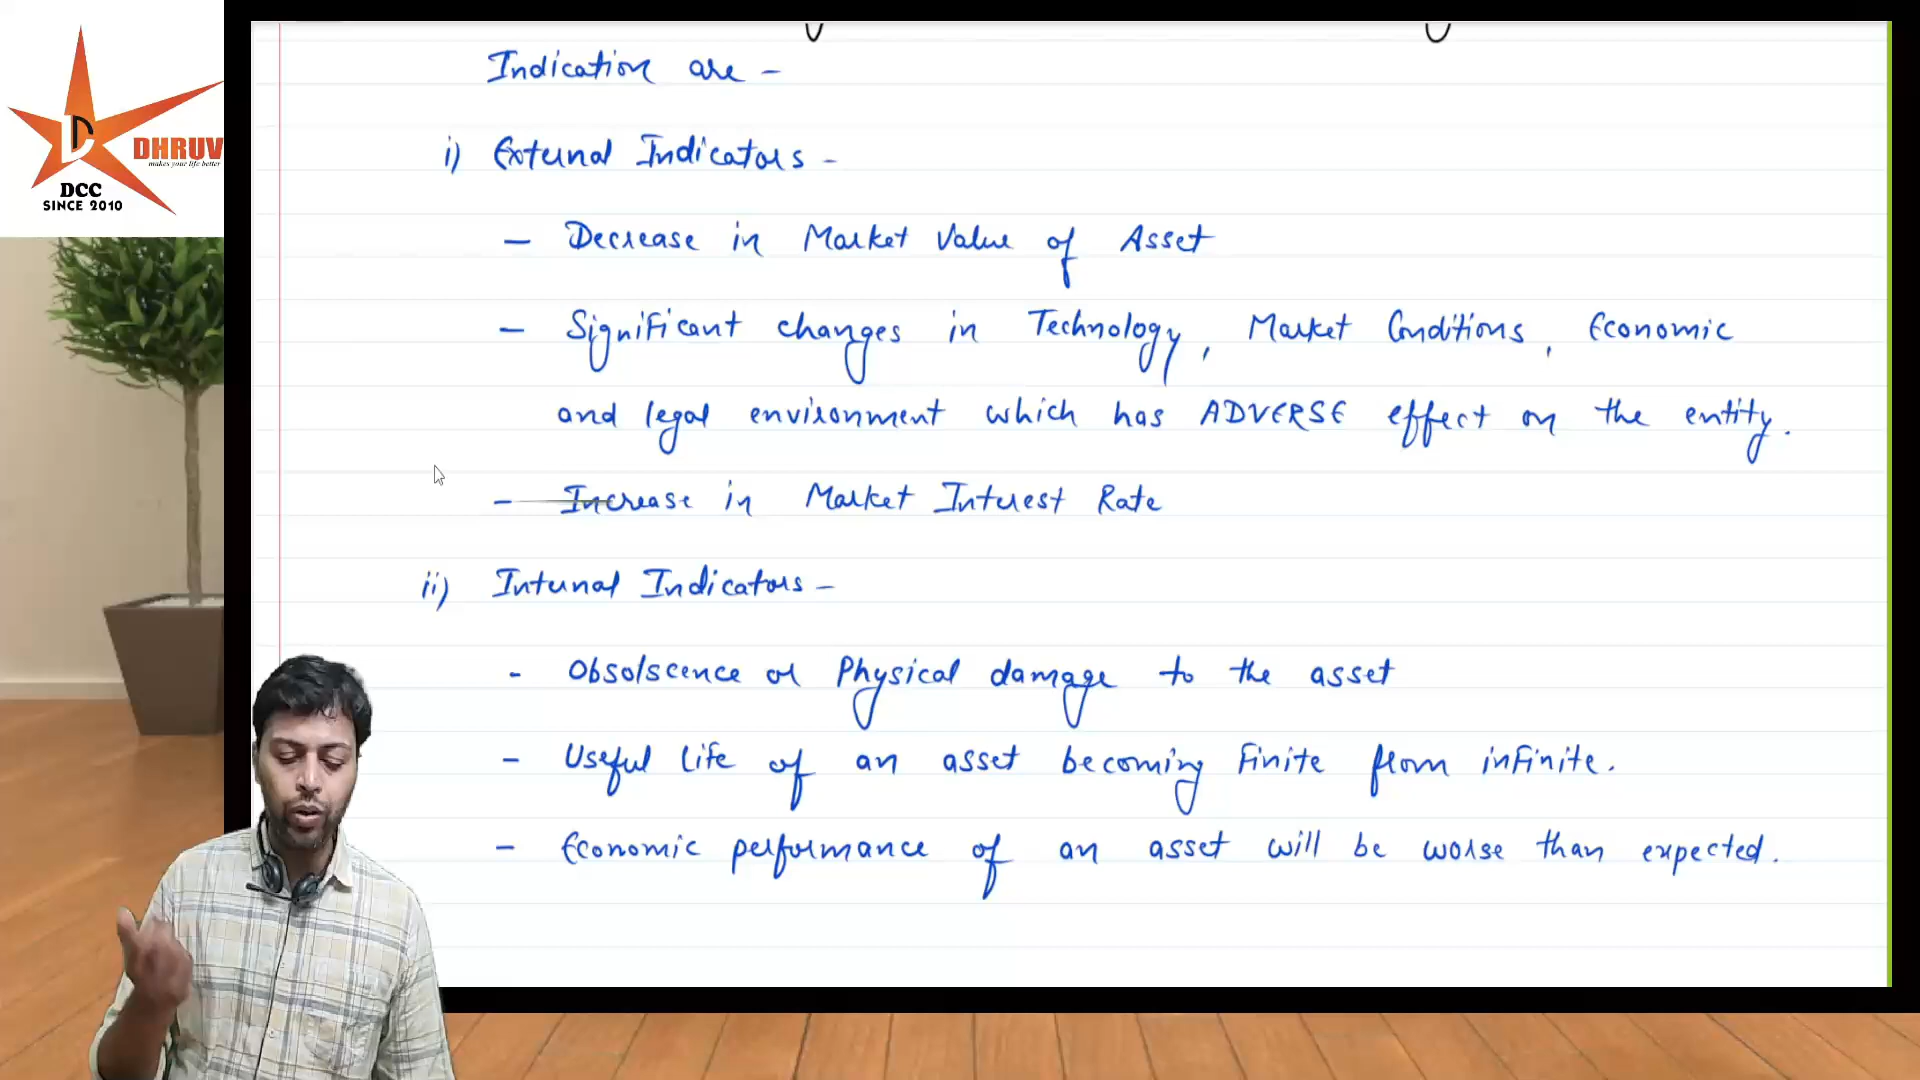 DHRUV
makes your life better
DCC
SINCE 2010
Indication are -
i) External Indicators -
- Decrease in Market Value of Asset
- Significant changes in Technology, Market Conditions, Economic
and legal environment which has ADVERSE effect on the entity.
- Increase in Market Interest Rate
ii) Internal Indicators -
- Obsolscence or Physical damage to the asset
- Useful life of an asset becoming Finite from infinite.
- Economic performance of an asset will be worse than expected.